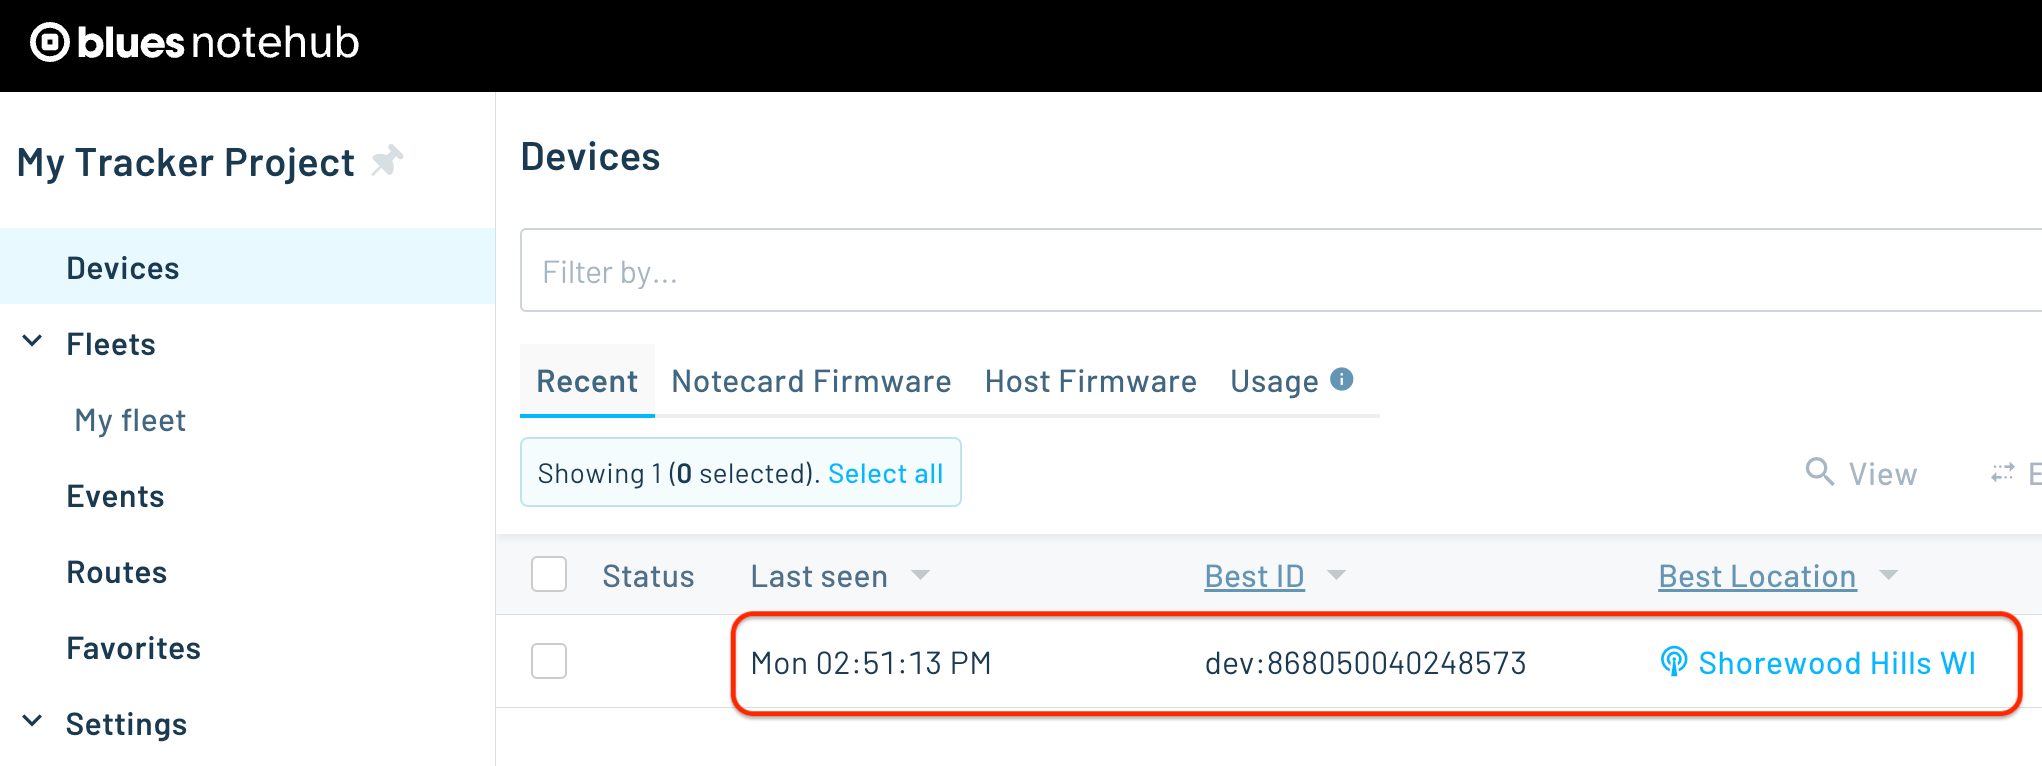 blues notehub
My Tracker Project
Devices
Fleets
My fleet
Events
Routes
Favorites
Settings
Devices
Filter by...
Recent Notecard Firmware Host Firmware Usage
Showing 1 (0 selected). Select all
View E
Status Last seen Best ID Best Location
Mon 02:51:13 PM dev:868050040248573 Shorewood Hills WI